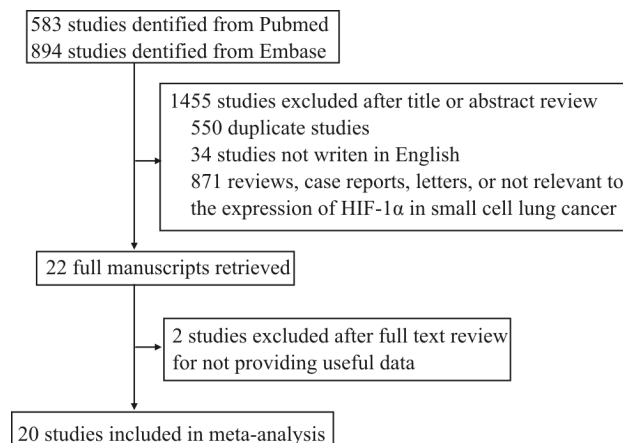 583 studies dentified from Pubmed
894 studies dentified from Embase
1455 studies excluded after title or abstract review
550 duplicate studies
34 studies not writen in English
871 reviews, case reports, letters, or not relevant to
the expression of HIF-1α in small cell lung cancer
22 full manuscripts retrieved
2 studies excluded after full text review
for not providing useful data
20 studies included in meta-analysis